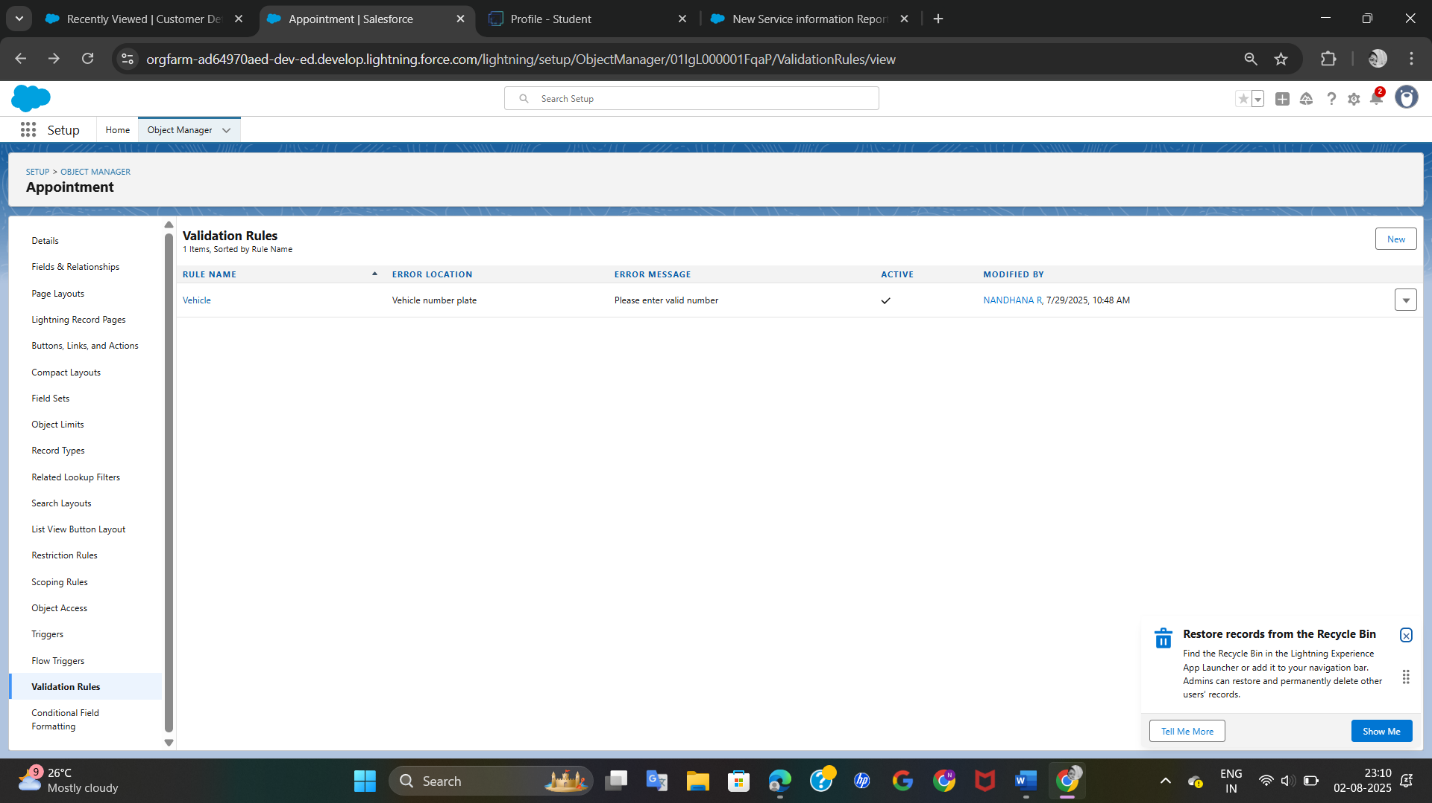 Recently Viewed | Customer De
Appointment | Salesforce
Profile - Student
New Service information Report
orgfarm-ad64970aed-dev-ed.develop.lightning.force.com/lightning/setup/ObjectManager/01IgL000001FqaP/ValidationRules/view
Search Setup
2
Setup
Home
Object Manager
SETUP > OBJECT MANAGER
Appointment
Details
Fields & Relationships
Page Layouts
Lightning Record Pages
Buttons, Links, and Actions
Compact Layouts
Field Sets
Object Limits
Record Types
Related Lookup Filters
Search Layouts
List View Button Layout
Restriction Rules
Scoping Rules
Object Access
Triggers
Flow Triggers
Validation Rules
Conditional Field
Formatting
Validation Rules
1 Items, Sorted by Rule Name
New
RULE NAME ERROR LOCATION ERROR MESSAGE ACTIVE MODIFIED BY
Vehicle Vehicle number plate Please enter valid number NANDHANA R, 7/29/2025, 10:48 AM
Restore records from the Recycle Bin
Find the Recycle Bin in the Lightning Experience
App Launcher or add it to your navigation bar.
Admins can restore and permanently delete other
users' records.
Tell Me More
Show Me
9
26°C
Mostly cloudy
Search
ENG
IN
23:10
02-08-2025